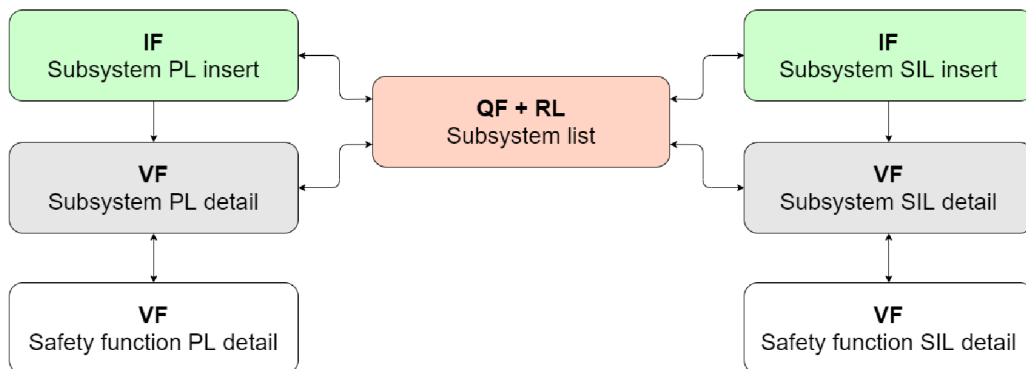 IF
Subsystem PL insert
IF
Subsystem SIL insert
QF + RL
Subsystem list
VF
Subsystem PL detail
VF
Subsystem SIL detail
VF
Safety function PL detail
VF
Safety function SIL detail